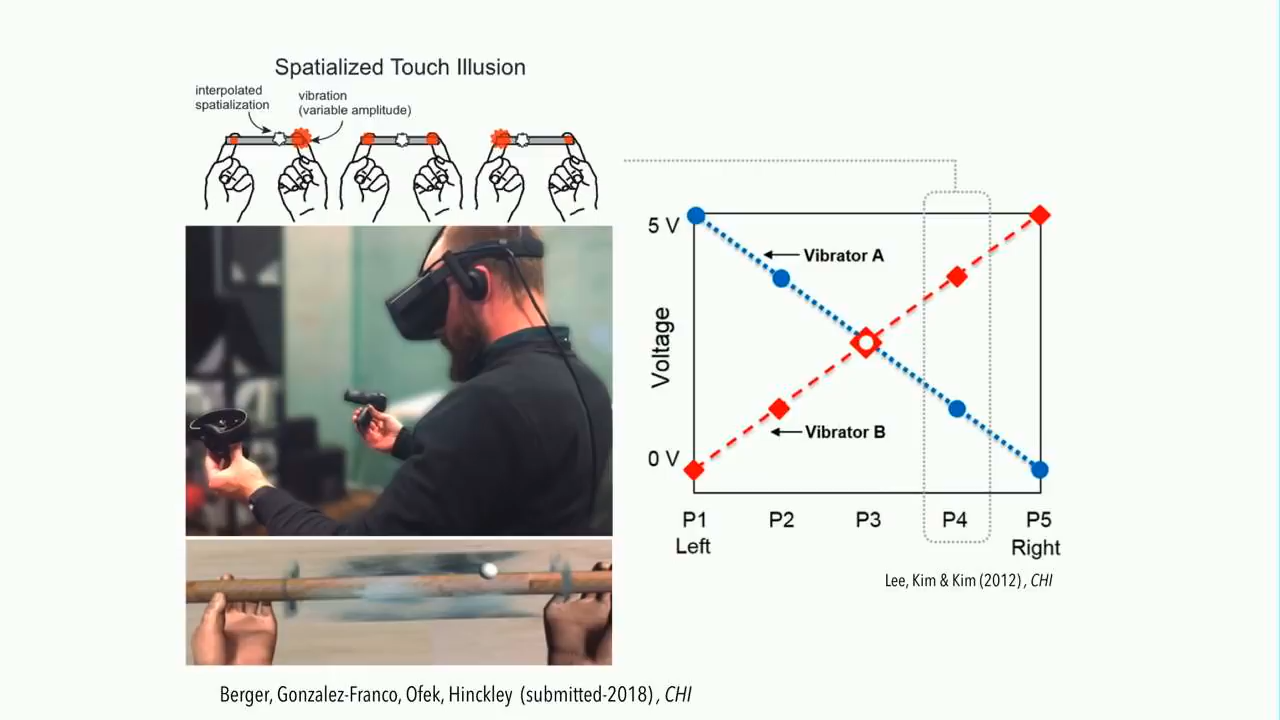 Spatialized Touch Illusion
interpolated
spatialization
vibration
(variable amplitude)
5 V
Vibrator A
Voltage
Vibrator B
0 V
P1
P2
P3
P4
P5
Left
Right
Lee, Kim & Kim (2012), CHI
Berger, Gonzalez-Franco, Ofek, Hinckley (submitted-2018), CHI